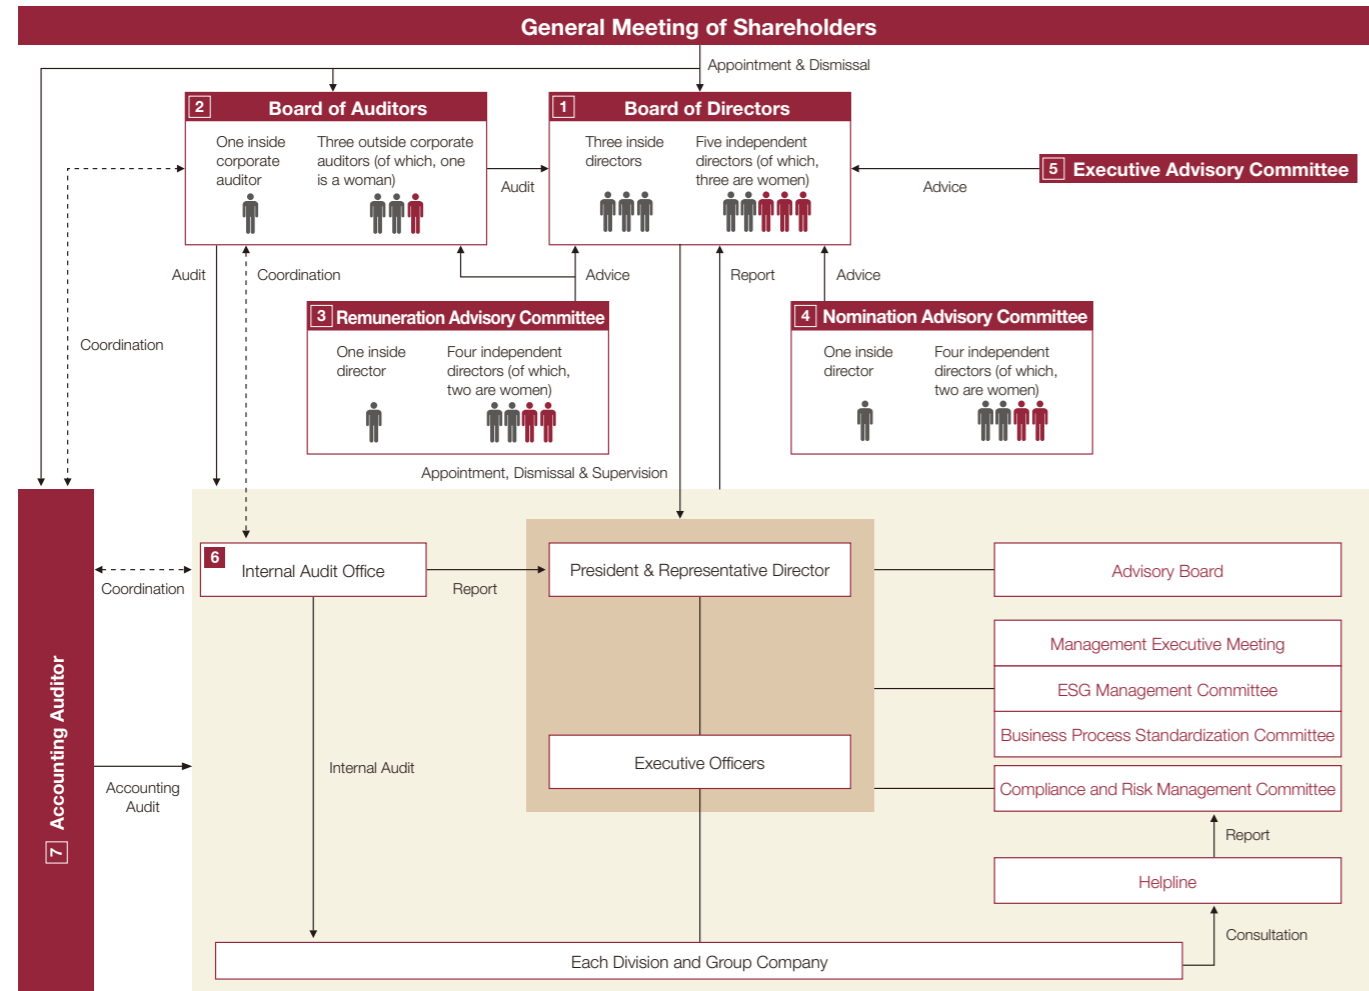 General Meeting of Shareholders
Appointment & Dismissal
2 Board of Auditors
One inside
corporate
auditor
Three outside corporate
auditors (of which, one
is a woman)
Audit
1 Board of Directors
Three inside
directors
Five independent
directors (of which,
three are women)
Advice
5 Executive Advisory Committee
Audit
Coordination
Advice
Report
Advice
Coordination
3 Remuneration Advisory Committee
One inside
director
Four independent
directors (of which,
two are women)
4 Nomination Advisory Committee
One inside
director
Four independent
directors (of which,
two are women)
Appointment, Dismissal & Supervision
7 Accounting Auditor
Coordination
Accounting
Audit
6
Internal Audit Office
Report
President & Representative Director
Advisory Board
Management Executive Meeting
ESG Management Committee
Business Process Standardization Committee
Internal Audit
Executive Officers
Compliance and Risk Management Committee
Report
Helpline
Consultation
Each Division and Group Company